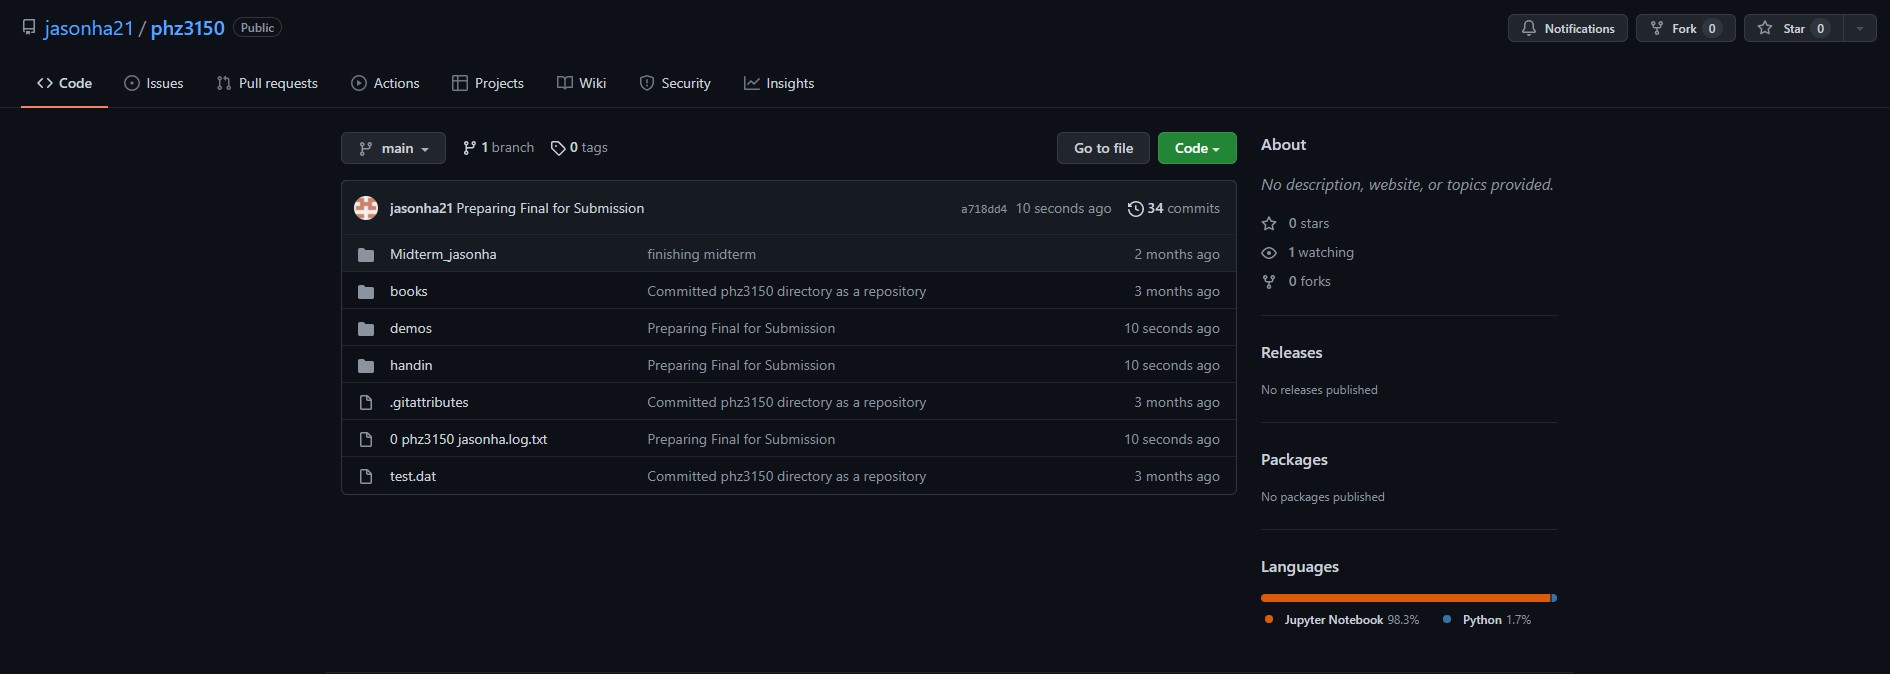 jasonha21 / phz3150 Public
Notifications Fork 0 Star 0
Code Issues Pull requests Actions Projects Wiki Security Insights
main 1 branch 0 tags Go to file Code
jasonha21 Preparing Final for Submission a718dd4 10 seconds ago 34 commits
Midterm_jasonha finishing midterm 2 months ago
books Committed phz3150 directory as a repository 3 months ago
demos Preparing Final for Submission 10 seconds ago
handin Preparing Final for Submission 10 seconds ago
.gitattributes Committed phz3150 directory as a repository 3 months ago
0 phz3150 jasonha.log.txt Preparing Final for Submission 10 seconds ago
test.dat Committed phz3150 directory as a repository 3 months ago
About
No description, website, or topics provided.
0 stars
1 watching
0 forks
Releases
No releases published
Packages
No packages published
Languages
Jupyter Notebook 98.3% Python 1.7%